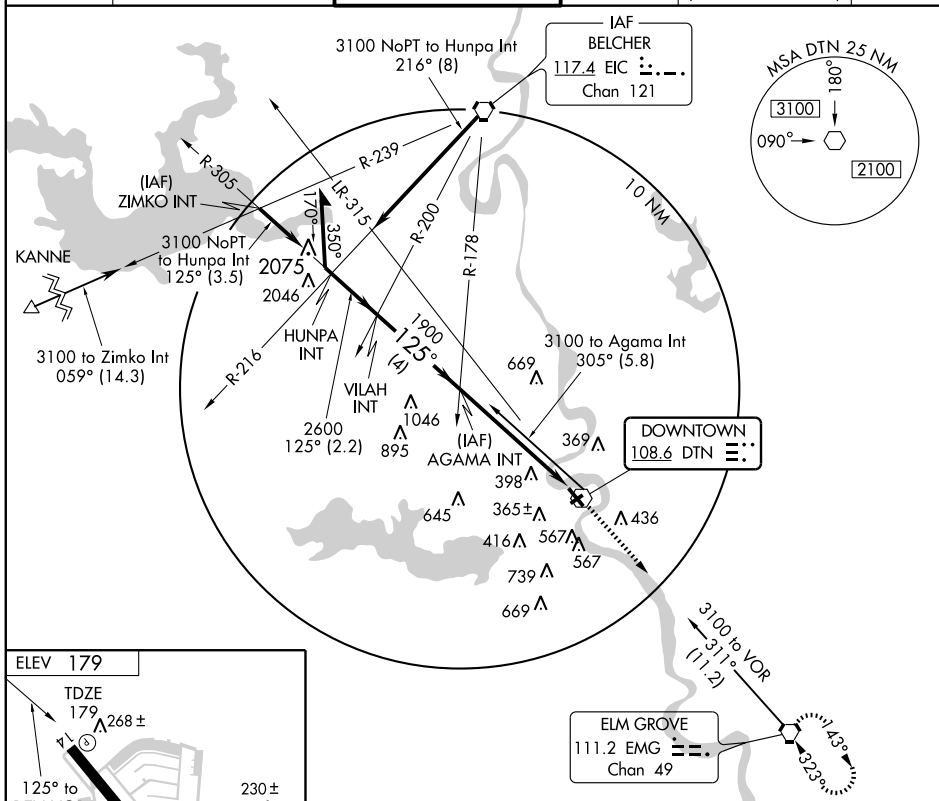 IAF
BELCHER
117.4 EIC
Chan 121
3100 NoPT to Hunpa Int
216° (8)
MSA DTN 25 NM
180°
3100
090°
2100
10 NM
R-239
R-305
LR-315
R-200
R-178
(IAF)
ZIMKO INT
170°
350°
3100 NoPT
to Hunpa Int
125° (3.5)
KANNE
2075
2046
3100 to Zimko Int
059° (14.3)
HUNPA
INT
R-216
VILAH
INT
1900
125°
(4)
2600
125° (2.2)
3100 to Agama Int
305° (5.8)
669
1046
895
(IAF)
AGAMA INT
369
DOWNTOWN
108.6 DTN
398
645
365±
436
416
567
567
739
669
3100 to VOR
311°
(11.2)
ELM GROVE
111.2 EMG
Chan 49
143°
323°
ELEV 179
TDZE
179
268±
125° to
230±